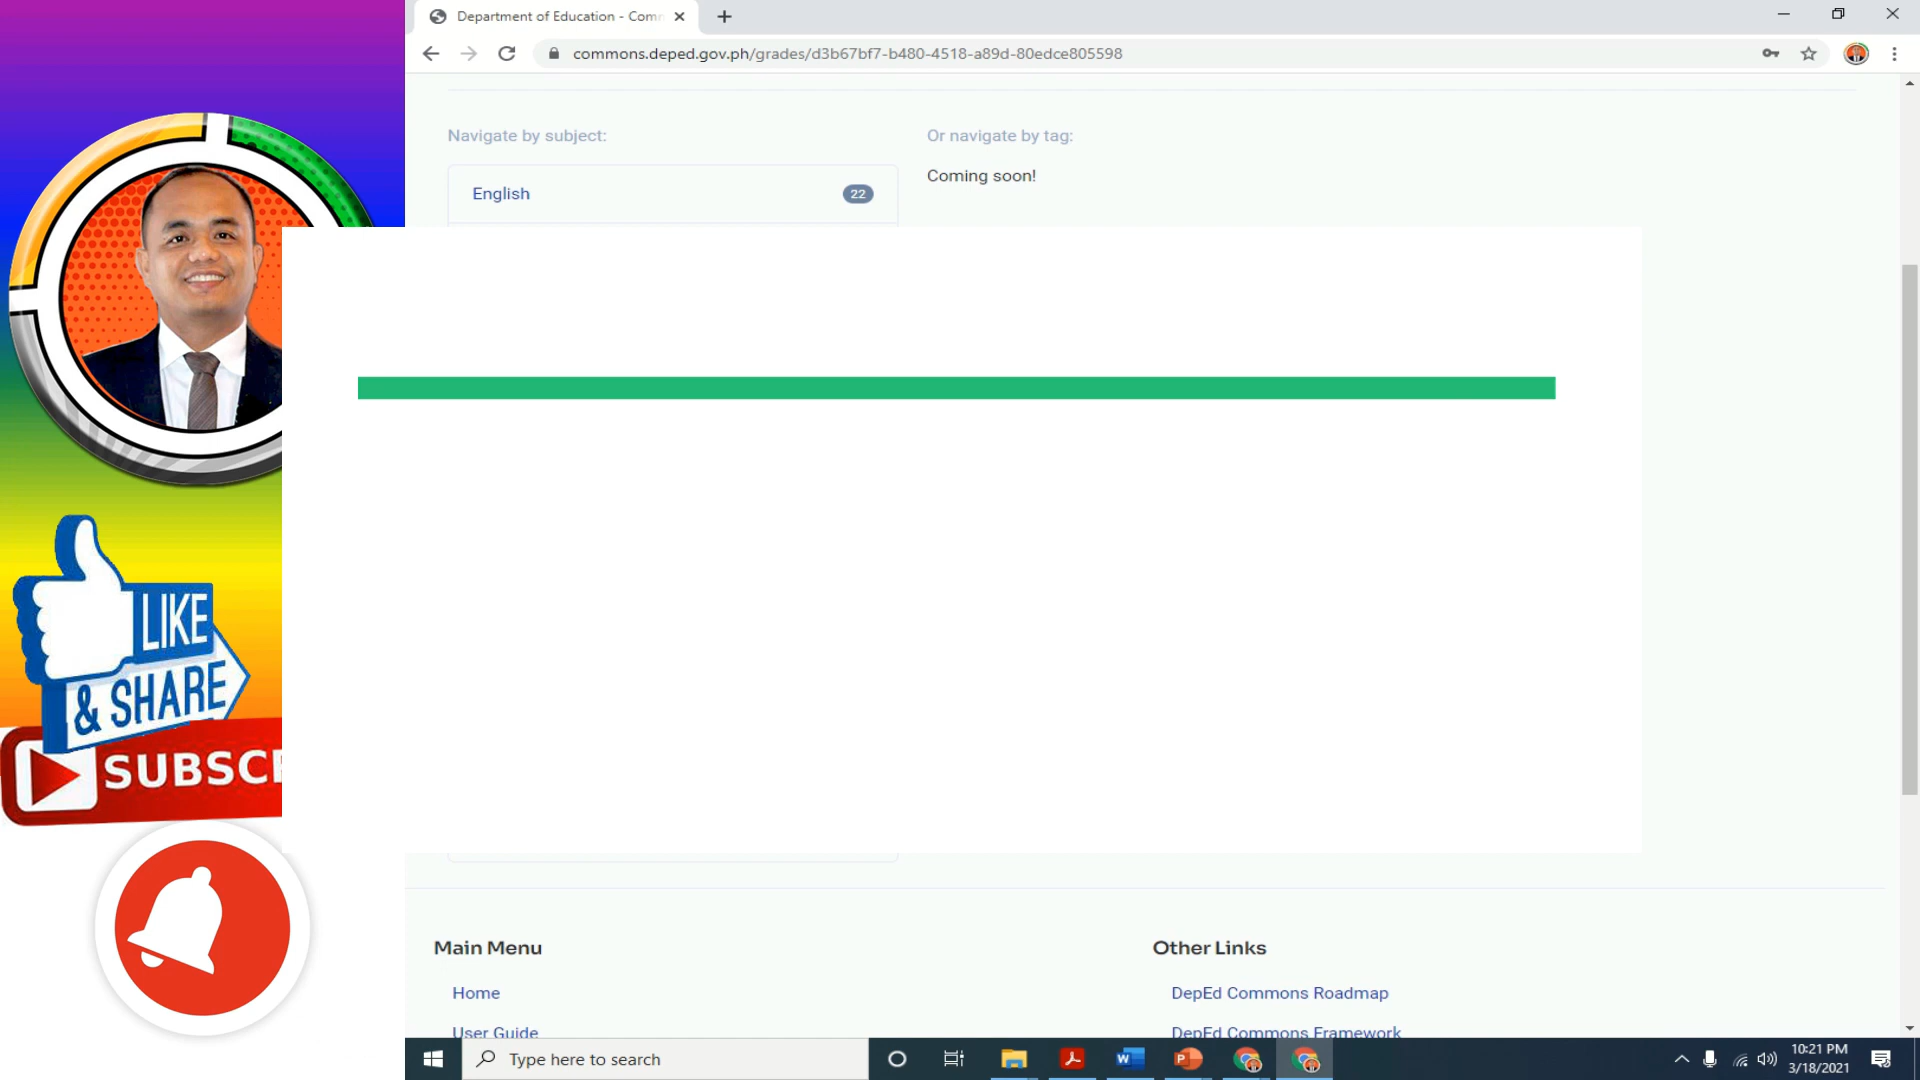 Department of Education - Com
commons.deped.gov.ph/grades/d3b67bf7-b480-4518-a89d-80edce805598
Navigate by subject:
Or navigate by tag:
English
22
Coming soon!
LIKE
& SHARE
SUBSC
Main Menu
Other Links
Home
DepEd Commons Roadmap
User Guide
DepEd Commons Framework
Type here to search
10:21 PM
3/18/2021